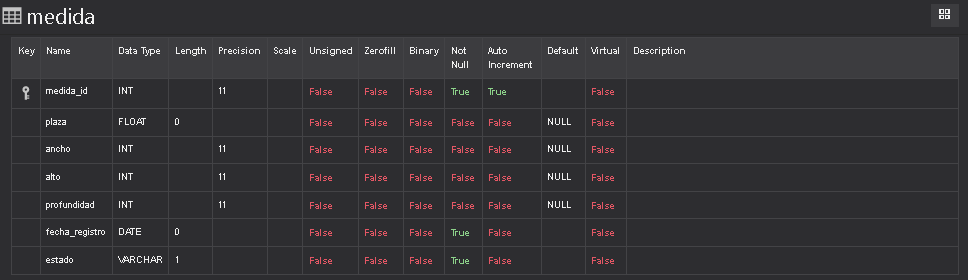 medida
Key Name Data Type Length Precision Scale Unsigned Zerofill Binary Not Null Auto Increment Default Virtual Description
medida_id INT 11 False False False True True False
plaza FLOAT 0 False False False False False NULL False
ancho INT 11 False False False False False NULL False
alto INT 11 False False False False False NULL False
profundidad INT 11 False False False False False NULL False
fecha_registro DATE 0 False False False True False False
estado VARCHAR 1 False False False True False False